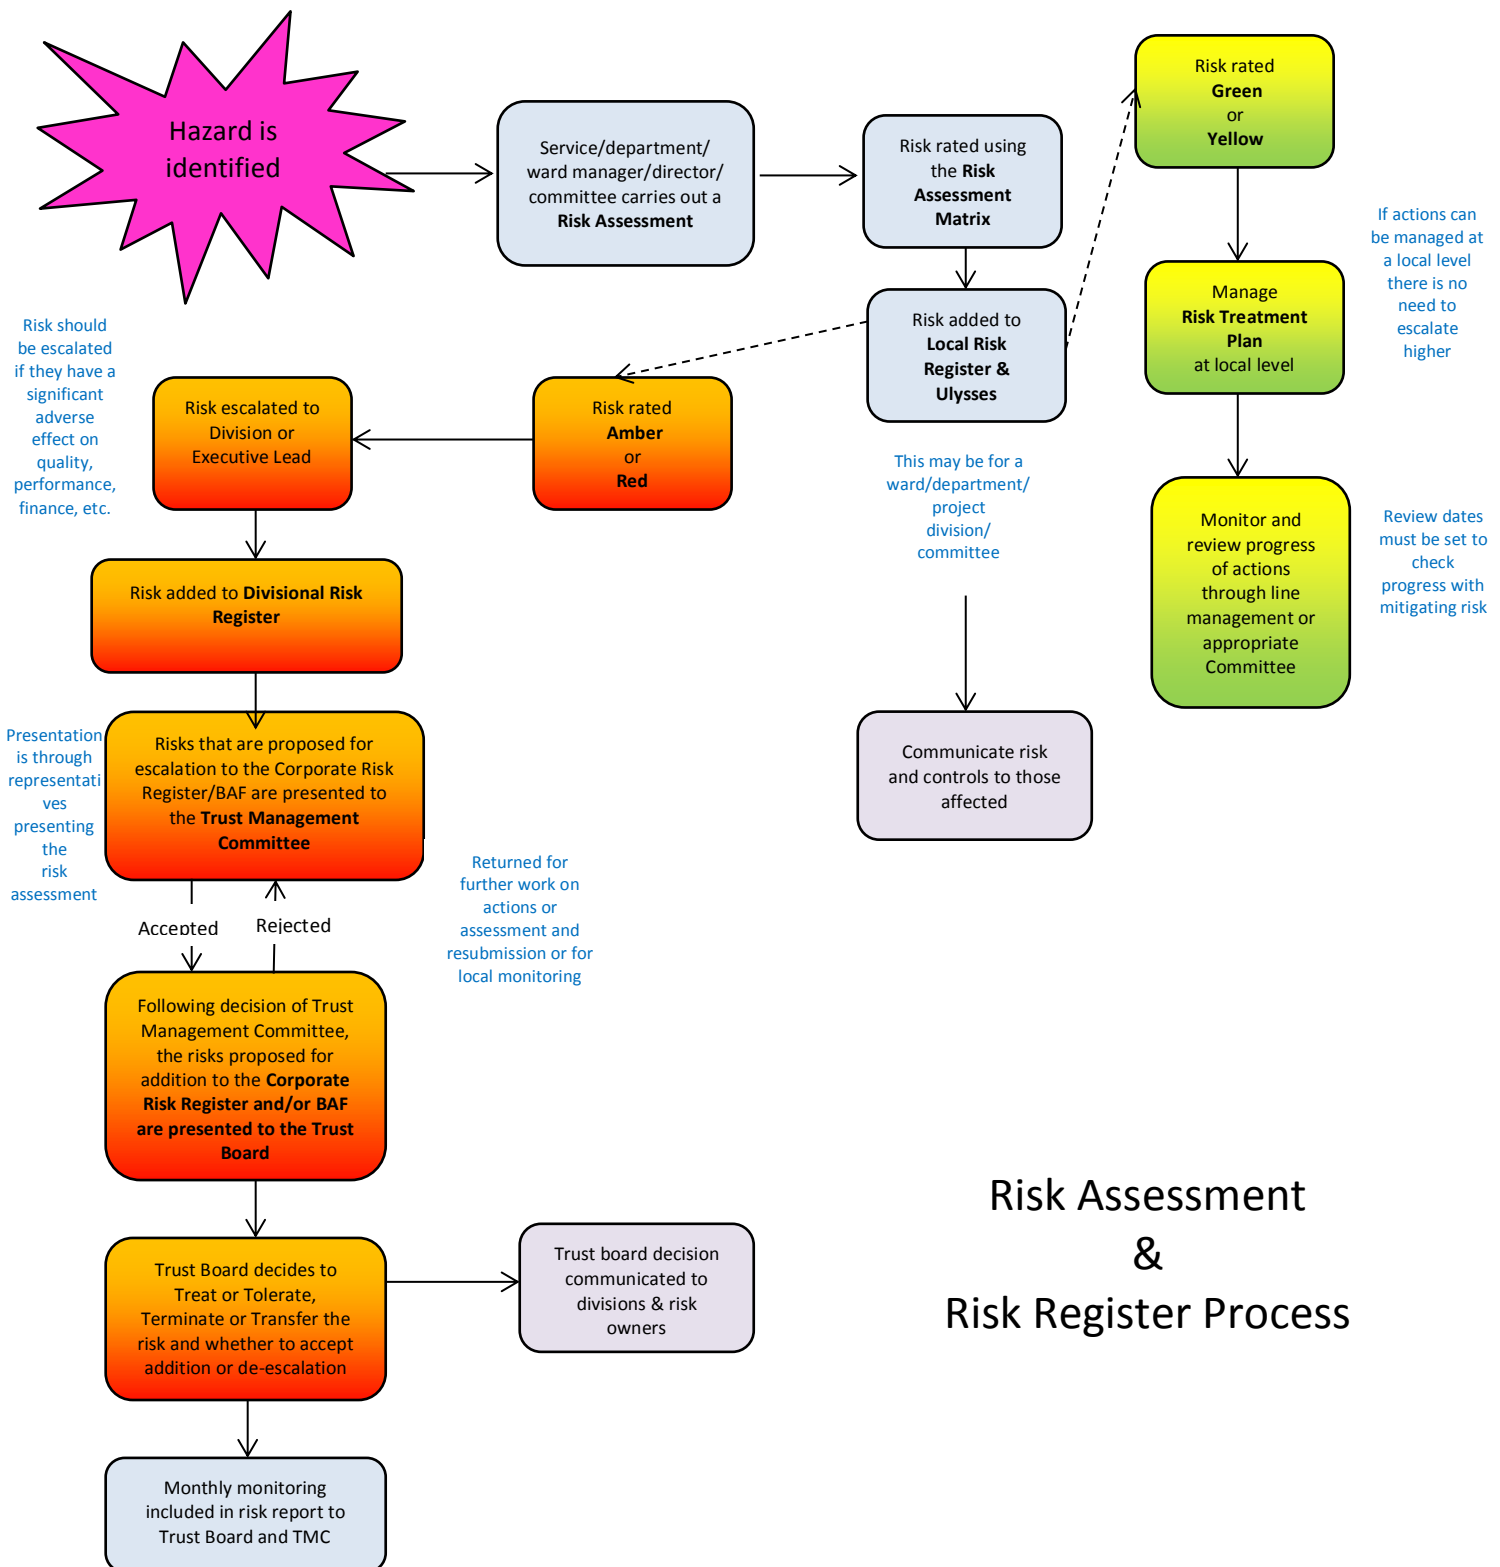 Hazard is
identified
Service/department/
ward manager/director/
committee carries out a
Risk Assessment
Risk rated using
the Risk
Assessment
Matrix
Risk rated
Green
or
Yellow
If actions can
be managed at
a local level
there is no
need to
escalate
higher
Manage
Risk Treatment
Plan
at local level
Risk added to
Local Risk
Register &
Ulysses
Risk should
be escalated
if they have a
significant
adverse
effect on
quality,
performance,
finance, etc.
Risk escalated to
Division or
Executive Lead
Risk rated
Amber
or
Red
This may be for a
ward/department/
project
division/
committee
Monitor and
review progress
of actions
through line
management or
appropriate
Committee
Review dates
must be set to
check
progress with
mitigating risk
Risk added to Divisional Risk
Register
Presentation
is through
representati
ves
presenting
the
risk
assessment
Risks that are proposed for
escalation to the Corporate Risk
Register/BAF are presented to
the Trust Management
Committee
Communicate risk
and controls to those
affected
Returned for
further work on
actions or
assessment and
resubmission or for
local monitoring
Accepted
Rejected
Following decision of Trust
Management Committee,
the risks proposed for
addition to the Corporate
Risk Register and/or BAF
are presented to the Trust
Board
Risk Assessment
&
Risk Register Process
Trust Board decides to
Treat or Tolerate,
Terminate or Transfer the
risk and whether to accept
addition or de-escalation
Trust board decision
communicated to
divisions & risk
owners
Monthly monitoring
included in risk report to
Trust Board and TMC